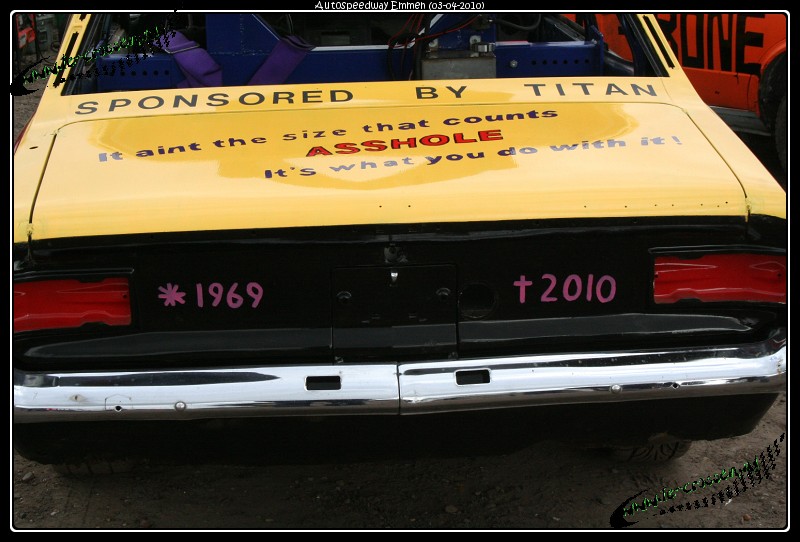 Autospeedway Emmen (03-04-2010)
SPONSORED BY TITAN
It aint the size that counts
ASSHOLE
It's what you do with it!
*1969 †2010